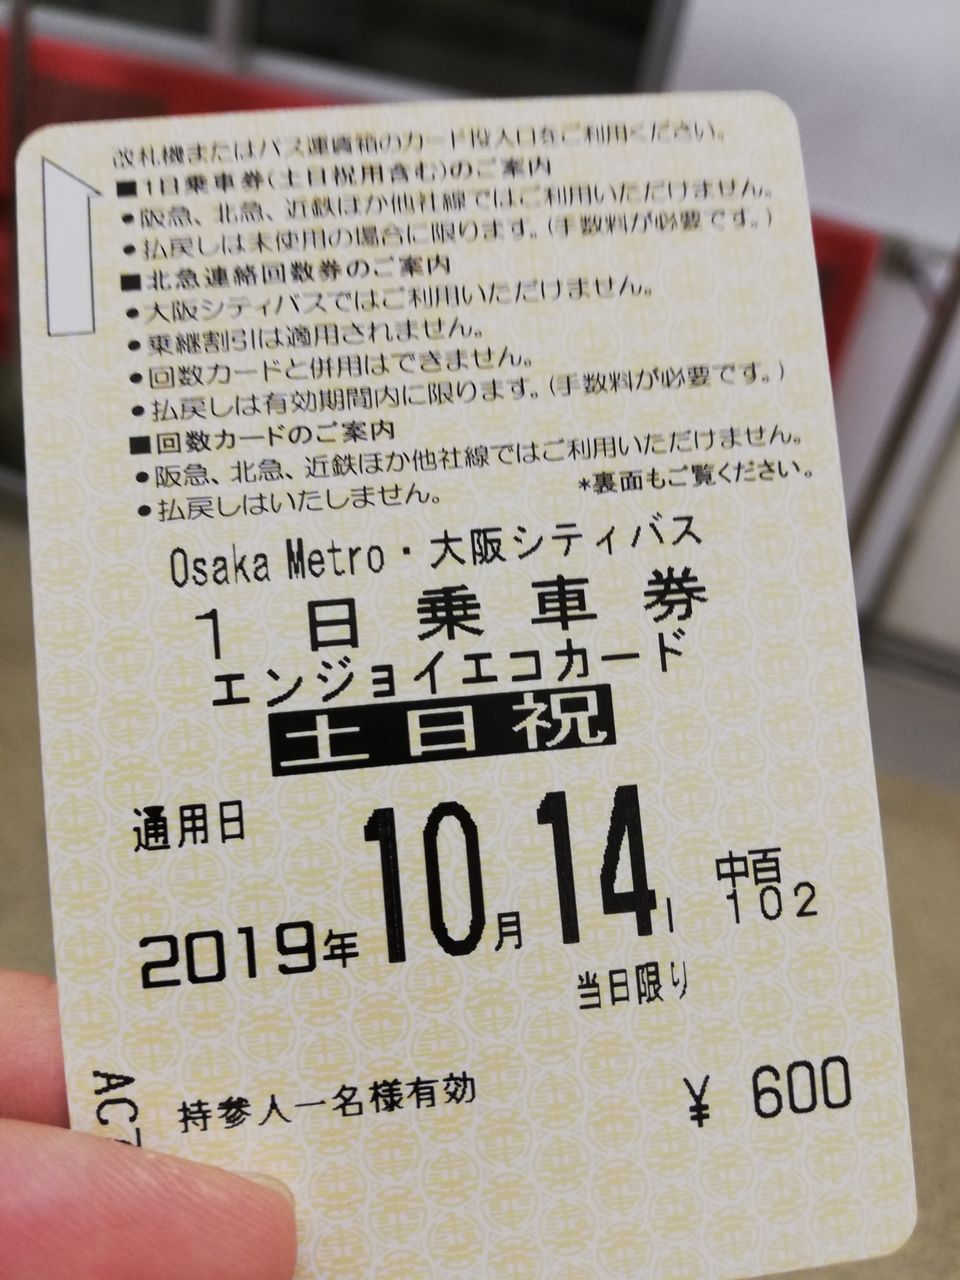 改札機またはバス運賃箱のカード投入口をご利用ください。
■1日乗車券(土日祝用含む)のご案内
●阪急、北急、近鉄ほか他社線ではご利用いただけません。
●払戻しは未使用の場合に限ります。(手数料が必要です。)
■北急連絡回数券のご案内
●大阪シティバスではご利用いただけません。
●乗継割引は適用されません。
●回数カードと併用はできません。
●払戻しは有効期間内に限ります。(手数料が必要です。)
■回数カードのご案内
●阪急、北急、近鉄ほか他社線ではご利用いただけません。
●払戻しはいたしません。
*裏面もご覧ください。
Osaka Metro・大阪シティバス
1日乗車券
エンジョイエコカード
土日祝
通用日
2019年10月14
中百
102
当日限り
AC
持参人一名様有効
¥ 600